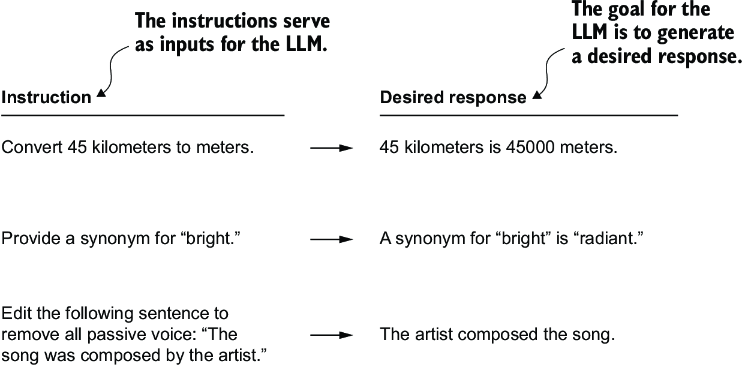 The instructions serve
as inputs for the LLM.
The goal for the
LLM is to generate
a desired response.
Instruction
Desired response
Convert 45 kilometers to meters.
45 kilometers is 45000 meters.
Provide a synonym for “bright.”
A synonym for “bright” is “radiant.”
Edit the following sentence to
remove all passive voice: “The
song was composed by the artist.”
The artist composed the song.